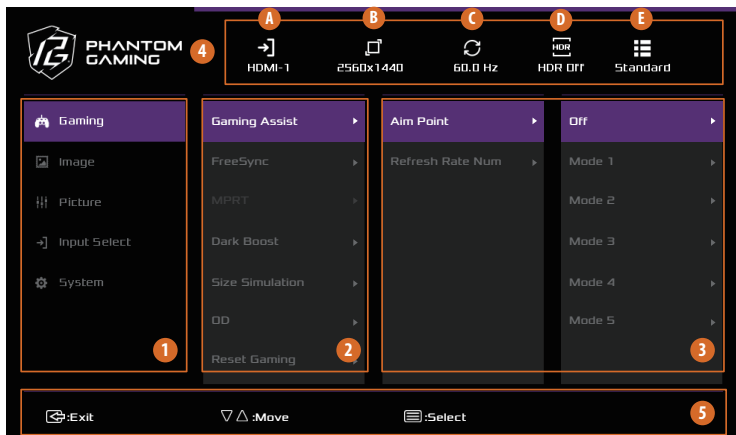 A B C D E
PHANTOM
GAMING
4
HDR
HDMI-1 2560x1440 60.0 Hz HDR Off Standard
Gaming Gaming Assist Aim Point Off
Image FreeSync Refresh Rate Num Mode 1
Picture MPRT Mode 2
Input Select Dark Boost Mode 3
System Size Simulation Mode 4
OD Mode 5
Reset Gaming
1 2 3
:Exit ▽△ :Move :Select 5